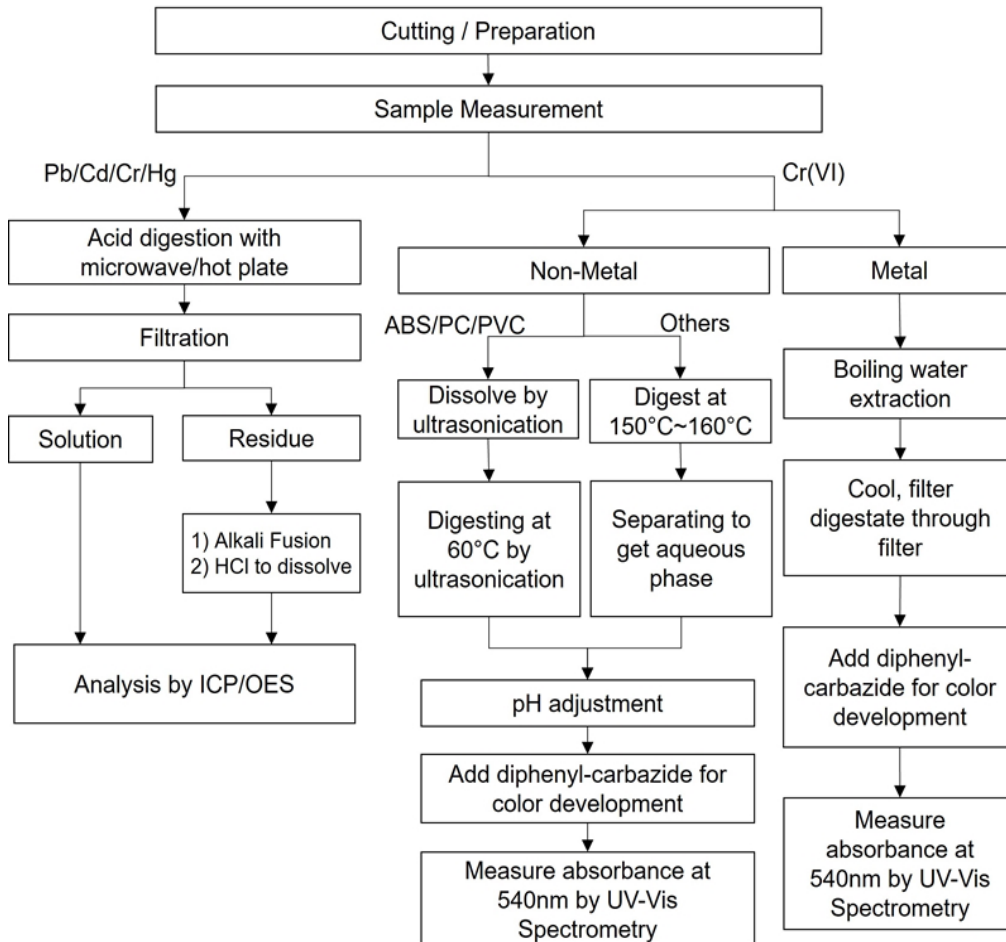 Cutting / Preparation
Sample Measurement
Pb/Cd/Cr/Hg
Cr(VI)
Acid digestion with
microwave/hot plate
Non-Metal
Metal
Filtration
ABS/PC/PVC
Others
Boiling water
extraction
Solution
Residue
Dissolve by
ultrasonication
Digest at
150°C~160°C
1) Alkali Fusion
2) HCl to dissolve
Digesting at
60°C by
ultrasonication
Separating to
get aqueous
phase
Cool, filter
digestate through
filter
Analysis by ICP/OES
pH adjustment
Add diphenyl-
carbazide for color
development
Add diphenyl-carbazide for
color development
Measure absorbance at
540nm by UV-Vis
Spectrometry
Measure
absorbance at
540nm by UV-Vis
Spectrometry